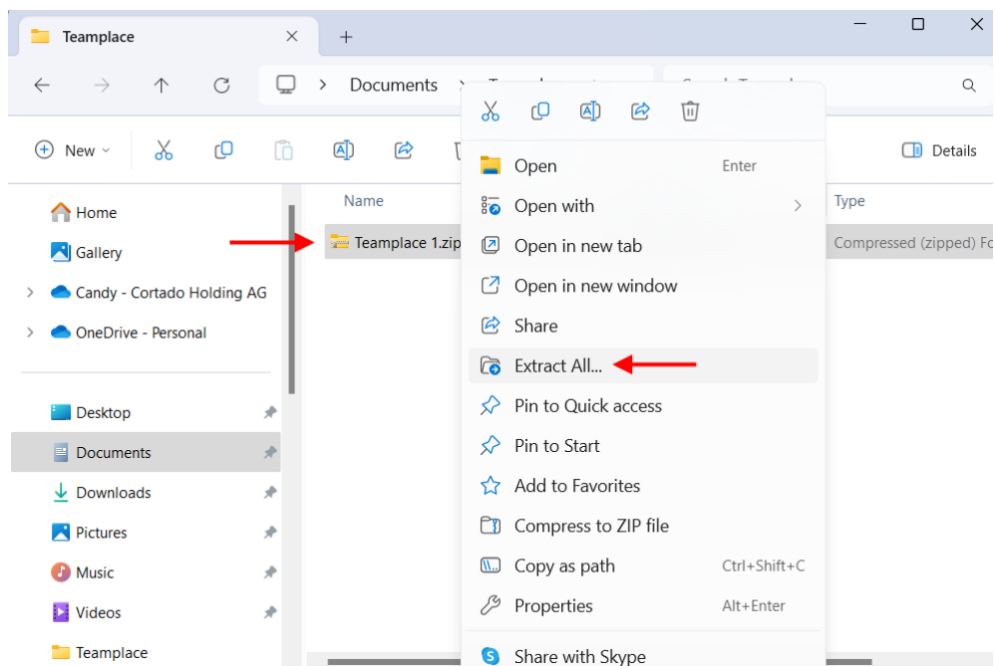 Teamplace
Documents
New
Details
Home
Gallery
Candy - Cortado Holding AG
OneDrive - Personal
Desktop
Documents
Downloads
Pictures
Music
Videos
Teamplace
Name
Type
Teamplace 1.zip
Compressed (zipped) Fo
Open Enter
Open with
Open in new tab
Open in new window
Share
Extract All...
Pin to Quick access
Pin to Start
Add to Favorites
Compress to ZIP file
Copy as path Ctrl+Shift+C
Properties Alt+Enter
Share with Skype